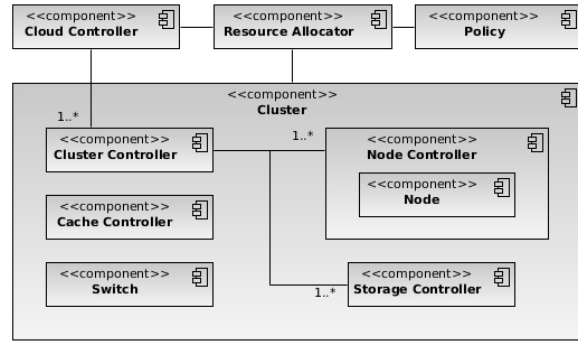 <<component>>
Cloud Controller
<<component>>
Resource Allocator
<<component>>
Policy
<<component>>
Cluster
1..*
<<component>>
Cluster Controller
1..*
<<component>>
Node Controller
<<component>>
Node
<<component>>
Cache Controller
<<component>>
Switch
1..*
<<component>>
Storage Controller